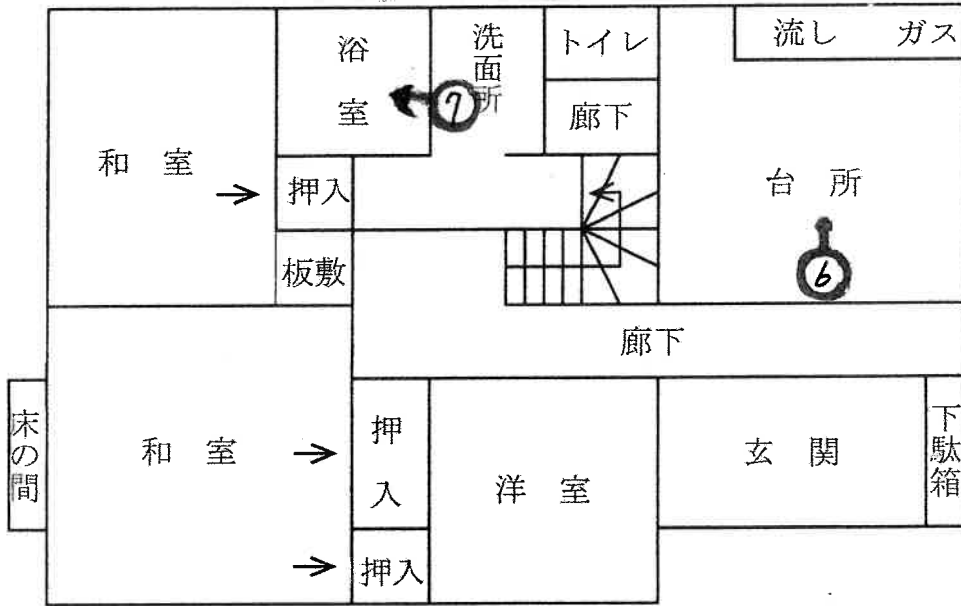 浴室
洗面所
トイレ
流し ガス
⑦
廊下
和 室
押入
台 所
⑥
板敷
廊下
床の間
和 室
押入
洋 室
玄 関
下駄箱
押入